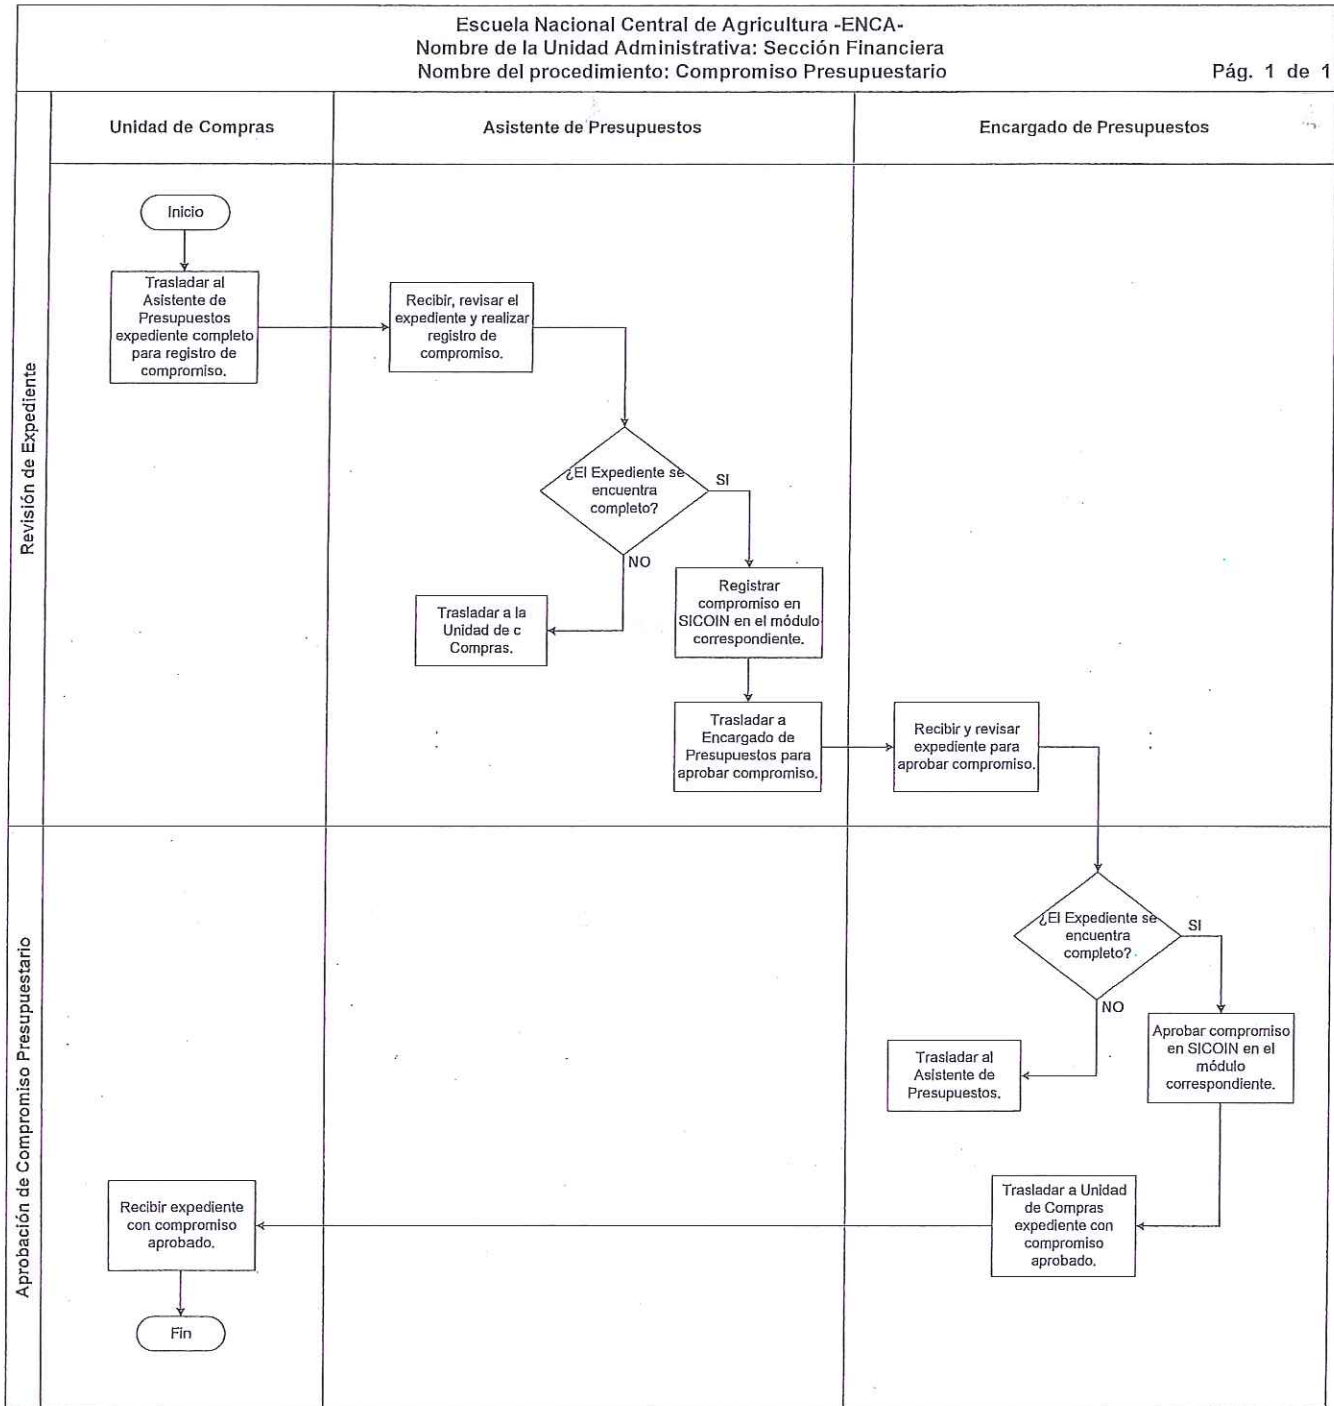 Escuela Nacional Central de Agricultura -ENCA-
Nombre de la Unidad Administrativa: Sección Financiera
Nombre del procedimiento: Compromiso Presupuestario
Pág. 1 de 1
Unidad de Compras
Asistente de Presupuestos
Encargado de Presupuestos
Revisión de Expediente
Inicio
Trasladar al
Asistente de
Presupuestos
expediente completo
para registro de
compromiso.
Recibir, revisar el
expediente y realizar
registro de
compromiso.
¿El Expediente se
encuentra
completo?
SI
NO
Trasladar a la
Unidad de c
Compras.
Registrar
compromiso en
SICOIN en el módulo
correspondiente.
Trasladar a
Encargado de
Presupuestos para
aprobar compromiso.
Recibir y revisar
expediente para
aprobar compromiso.
Aprobación de Compromiso Presupuestario
¿El Expediente se
encuentra
completo?
SI
NO
Trasladar al
Asistente de
Presupuestos.
Aprobar compromiso
en SICOIN en el
módulo
correspondiente.
Trasladar a Unidad
de Compras
expediente con
compromiso
aprobado.
Recibir expediente
con compromiso
aprobado.
Fin